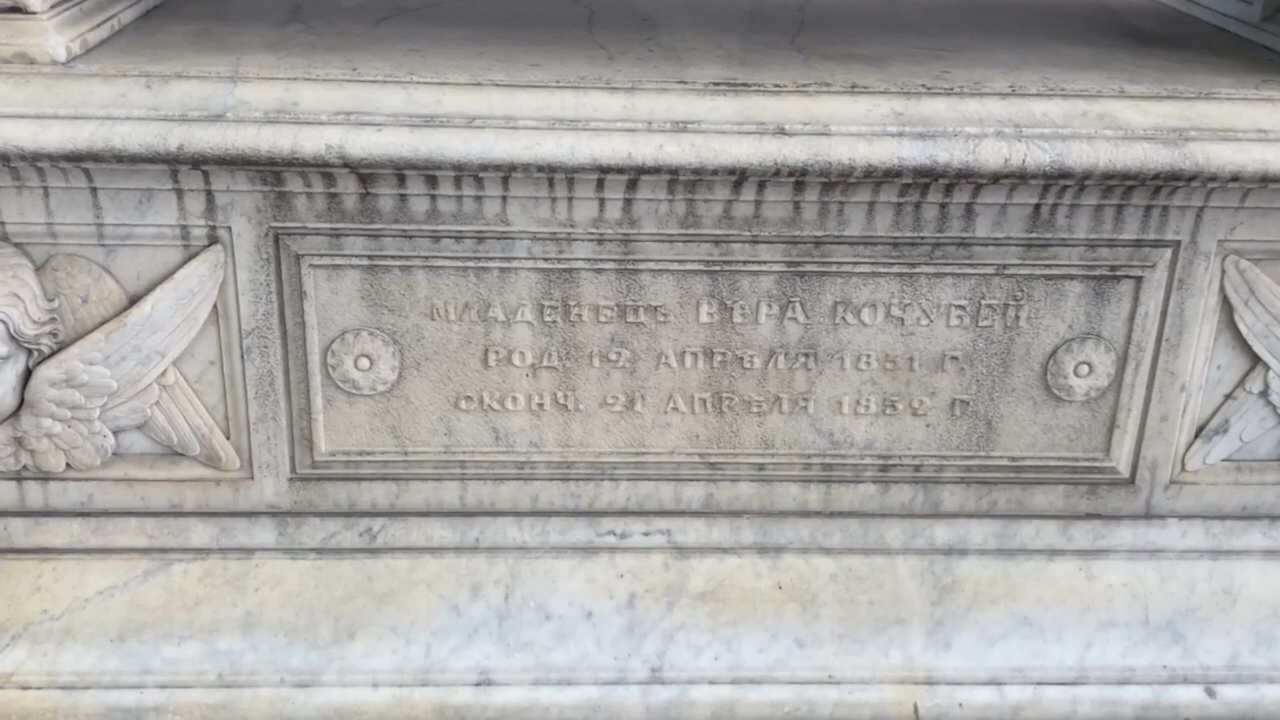 МЛАДЕНЕЦЪ ВѢРА КОЧУБЕЙ
РОД. 12 АПРѢЛЯ 1851 Г.
СКОНЧ. 21 АПРѢЛЯ 1852 Г.